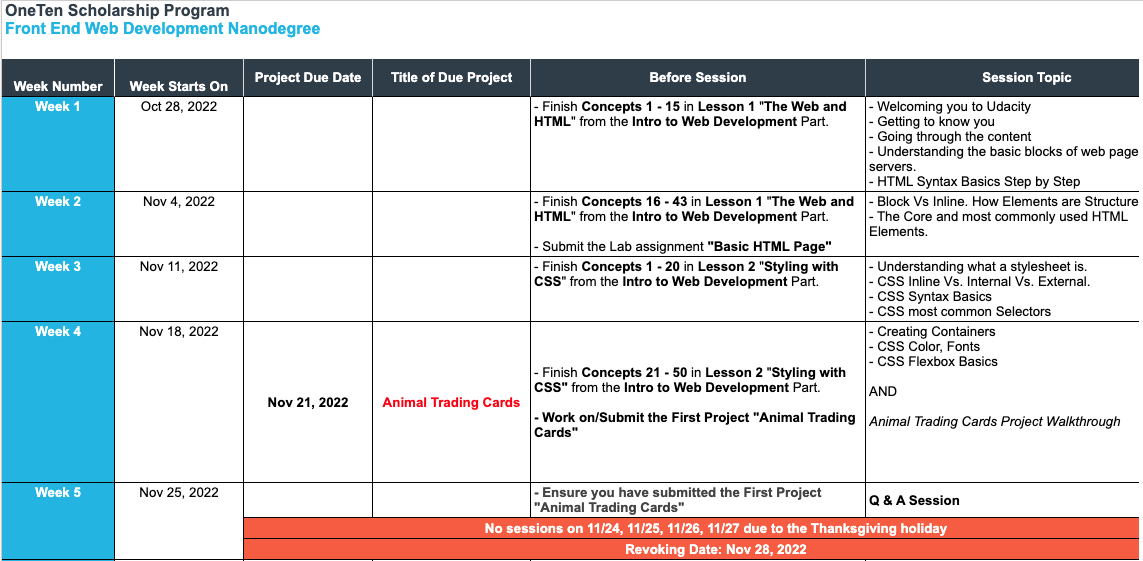 OneTen Scholarship Program
Front End Web Development Nanodegree
Week Number
Week Starts On
Project Due Date
Title of Due Project
Before Session
Session Topic
Week 1
Oct 28, 2022
- Finish Concepts 1 - 15 in Lesson 1 "The Web and
HTML" from the Intro to Web Development Part.
- Welcoming you to Udacity
- Getting to know you
- Going through the content
- Understanding the basic blocks of web page
servers.
- HTML Syntax Basics Step by Step
Week 2
Nov 4, 2022
- Finish Concepts 16 - 43 in Lesson 1 "The Web and
HTML" from the Intro to Web Development Part.
- Submit the Lab assignment "Basic HTML Page"
- Block Vs Inline. How Elements are Structure
- The Core and most commonly used HTML
Elements.
Week 3
Nov 11, 2022
- Finish Concepts 1 - 20 in Lesson 2 "Styling with
CSS" from the Intro to Web Development Part.
- Understanding what a stylesheet is.
- CSS Inline Vs. Internal Vs. External.
- CSS Syntax Basics
- CSS most common Selectors
Week 4
Nov 18, 2022
Nov 21, 2022
Animal Trading Cards
- Finish Concepts 21 - 50 in Lesson 2 "Styling with
CSS" from the Intro to Web Development Part.
- Work on/Submit the First Project "Animal Trading
Cards"
- Creating Containers
- CSS Color, Fonts
- CSS Flexbox Basics
AND
Animal Trading Cards Project Walkthrough
Week 5
Nov 25, 2022
- Ensure you have submitted the First Project
"Animal Trading Cards"
Q & A Session
No sessions on 11/24, 11/25, 11/26, 11/27 due to the Thanksgiving holiday
Revoking Date: Nov 28, 2022